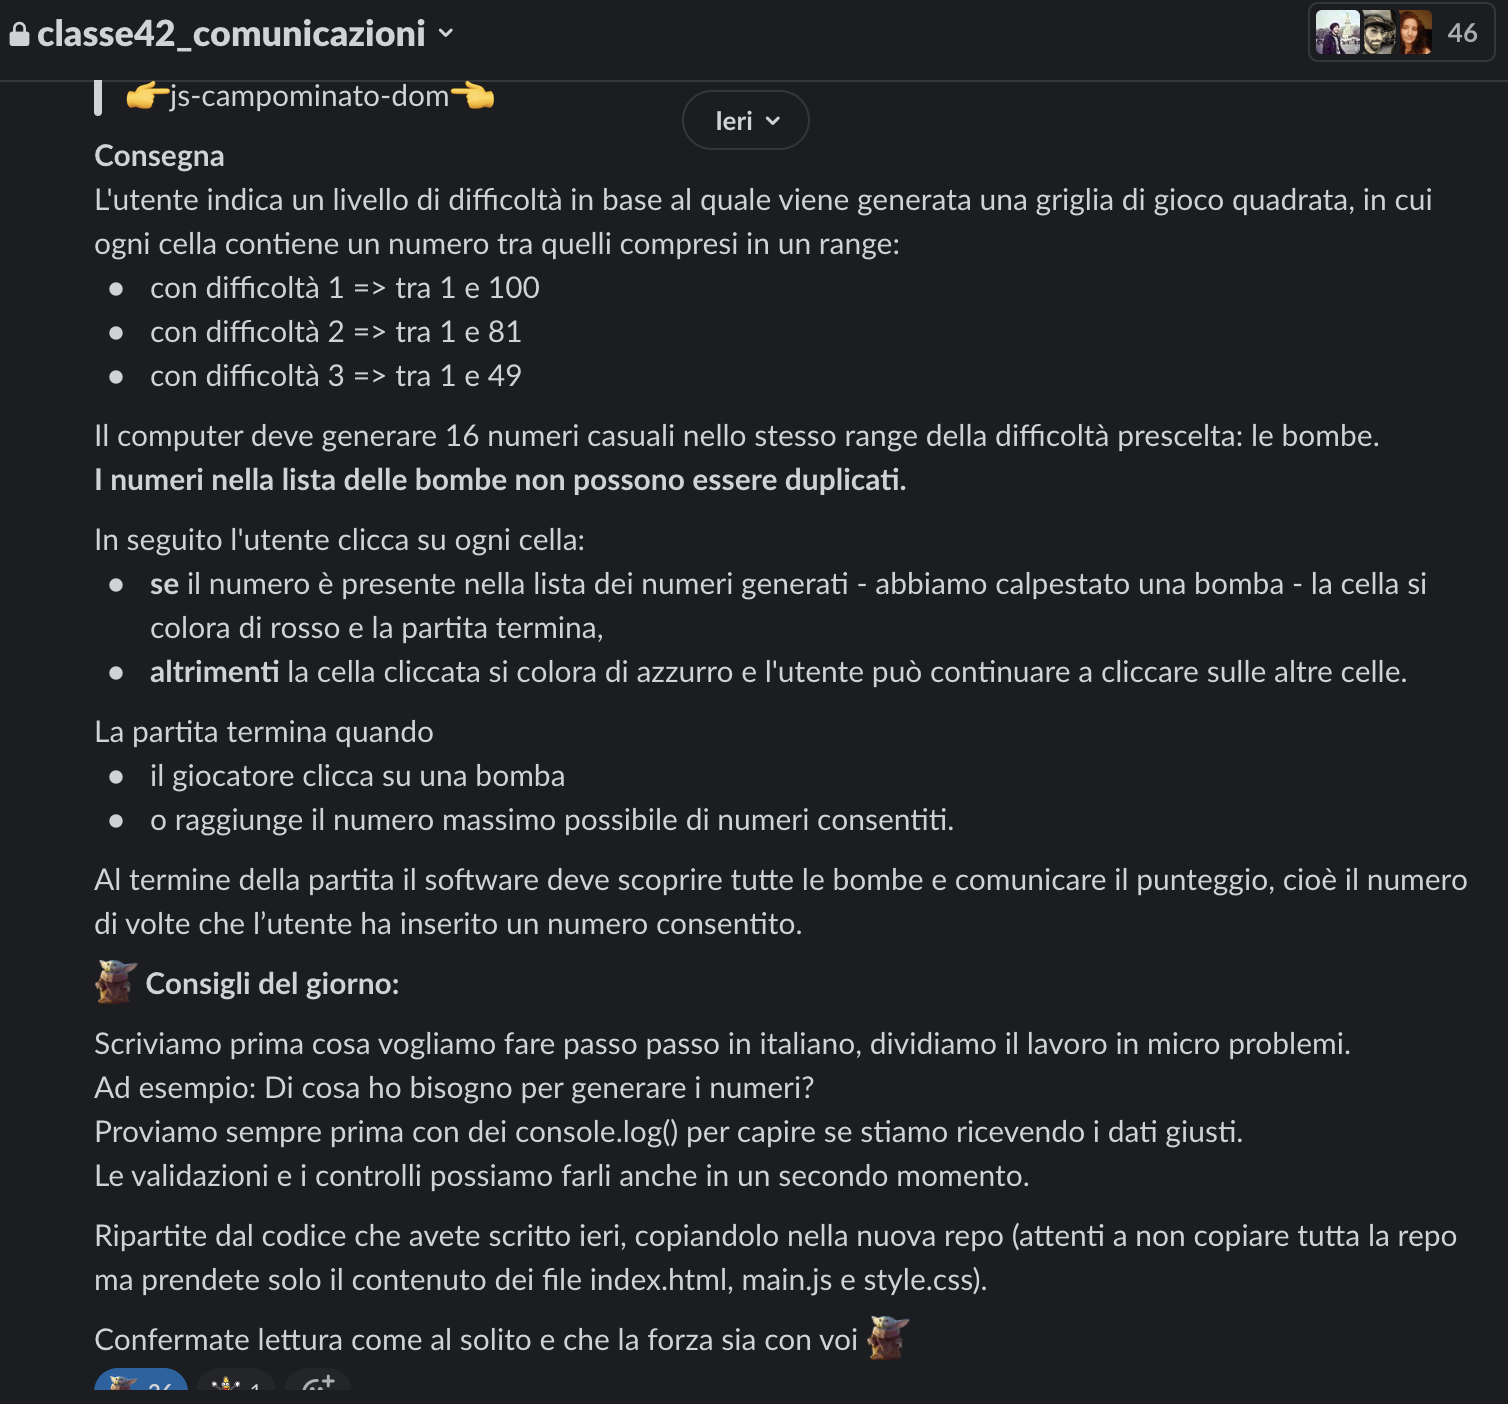 classe42_comunicazioni
46
js-campominato-dom
Ieri
Consegna
L'utente indica un livello di difficoltà in base al quale viene generata una griglia di gioco quadrata, in cui
ogni cella contiene un numero tra quelli compresi in un range:
● con difficoltà 1 => tra 1 e 100
● con difficoltà 2 => tra 1 e 81
● con difficoltà 3 => tra 1 e 49
Il computer deve generare 16 numeri casuali nello stesso range della difficoltà prescelta: le bombe.
I numeri nella lista delle bombe non possono essere duplicati.
In seguito l'utente clicca su ogni cella:
● se il numero è presente nella lista dei numeri generati - abbiamo calpestato una bomba - la cella si
colora di rosso e la partita termina,
● altrimenti la cella cliccata si colora di azzurro e l'utente può continuare a cliccare sulle altre celle.
La partita termina quando
● il giocatore clicca su una bomba
● o raggiunge il numero massimo possibile di numeri consentiti.
Al termine della partita il software deve scoprire tutte le bombe e comunicare il punteggio, cioè il numero
di volte che l’utente ha inserito un numero consentito.
Consigli del giorno:
Scriviamo prima cosa vogliamo fare passo passo in italiano, dividiamo il lavoro in micro problemi.
Ad esempio: Di cosa ho bisogno per generare i numeri?
Proviamo sempre prima con dei console.log() per capire se stiamo ricevendo i dati giusti.
Le validazioni e i controlli possiamo farli anche in un secondo momento.
Ripartite dal codice che avete scritto ieri, copiandolo nella nuova repo (attenti a non copiare tutta la repo
ma prendete solo il contenuto dei file index.html, main.js e style.css).
Confermate lettura come al solito e che la forza sia con voi
1